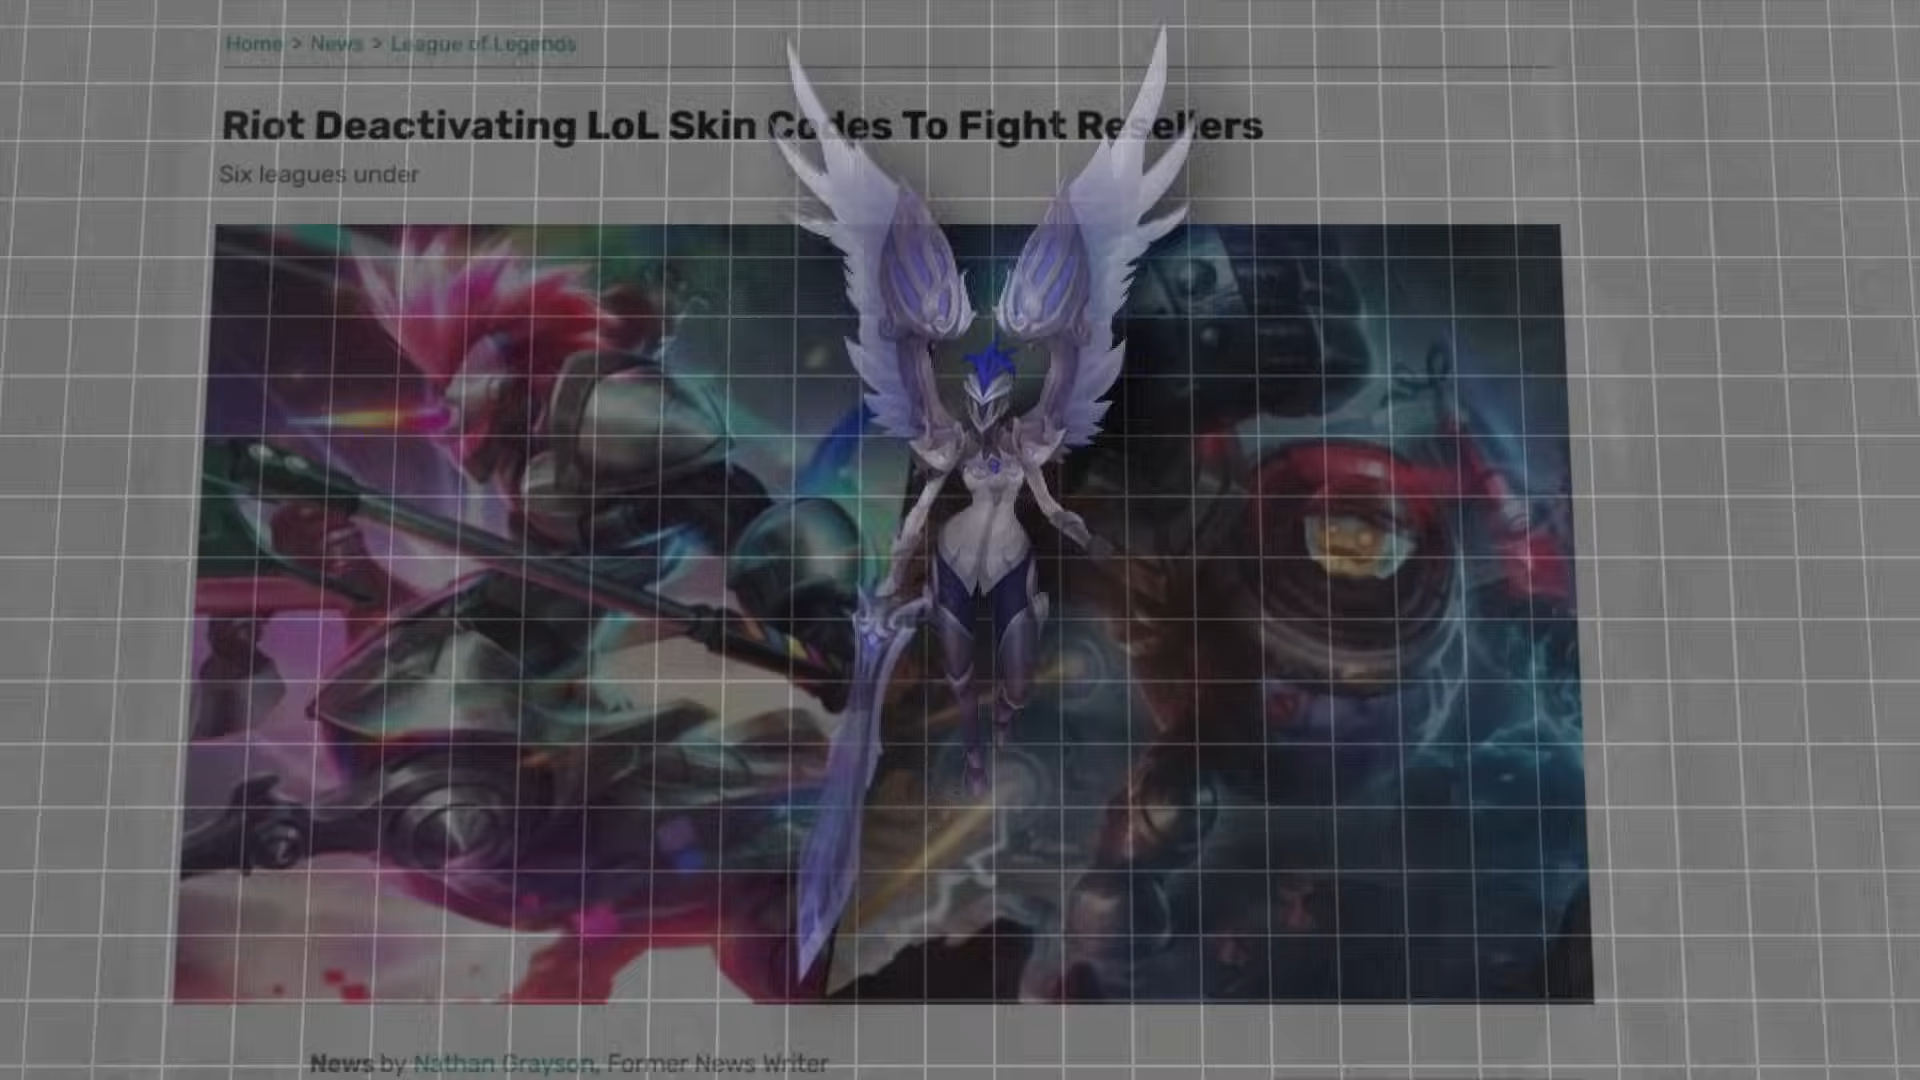 Home > News > League of Legends
Riot Deactivating LoL Skin Codes To Fight Resellers
Six leagues under
News by Nathan Grayson, Former News Writer